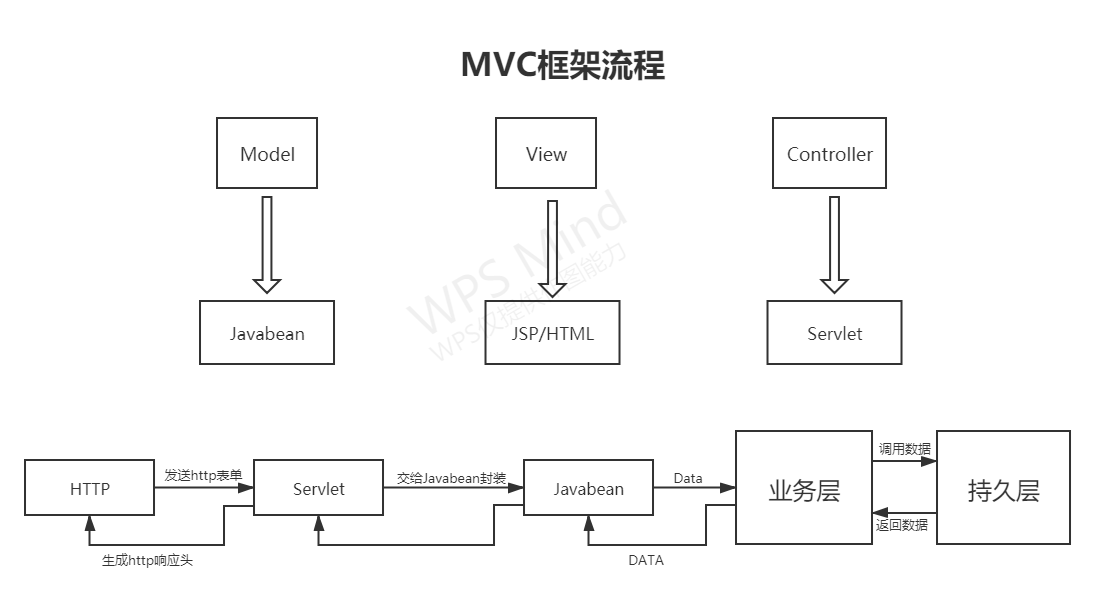 MVC框架流程
Model
View
Controller
WPS Mind
WPS仅提供绘图能力
Javabean
JSP/HTML
Servlet
HTTP
发送http表单
Servlet
交给Javabean封装
Javabean
Data
业务层
调用数据
持久层
返回数据
生成http响应头
DATA